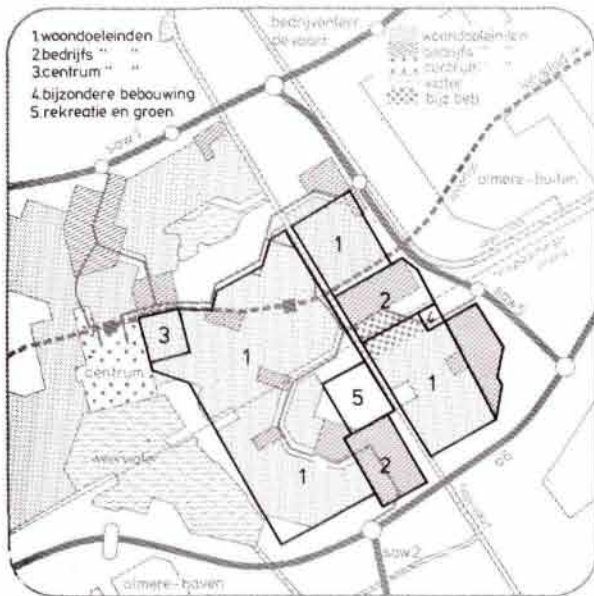 1.woondoeleinden
2.bedrijfs " "
3.centrum " "
4.bijzondere bebouwing
5.rekreatie en groen
bedrijventerr.
de vaart
woondoeleinden
bedrijfs " "
centrum " "
water
bijz beb
saw 1
almere-buiten
1
2
3
4
1
1
5
centrum
1
2
weerwater
a6
saw 2
almere-haven